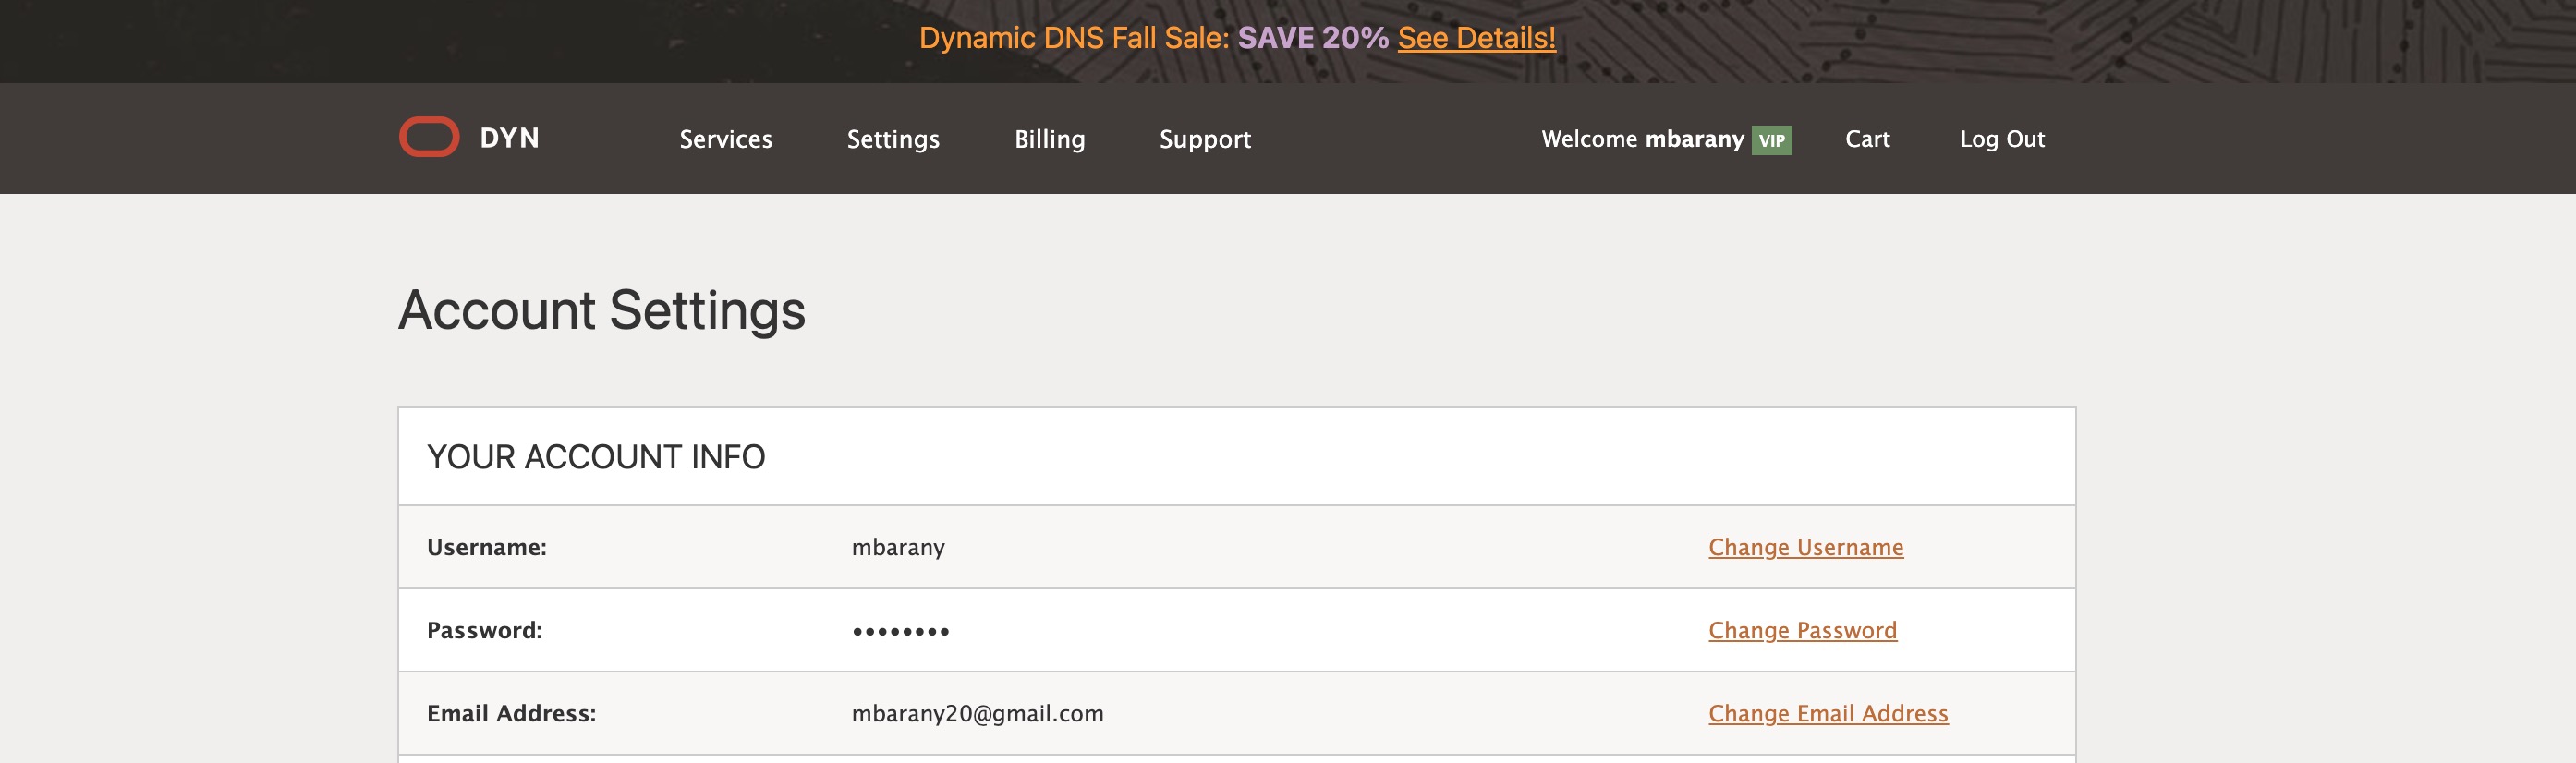 Dynamic DNS Fall Sale: SAVE 20% See Details!
DYN Services Settings Billing Support Welcome mbarany VIP Cart Log Out
Account Settings
YOUR ACCOUNT INFO
Username: mbarany Change Username
Password: •••••••• Change Password
Email Address: mbarany20@gmail.com Change Email Address